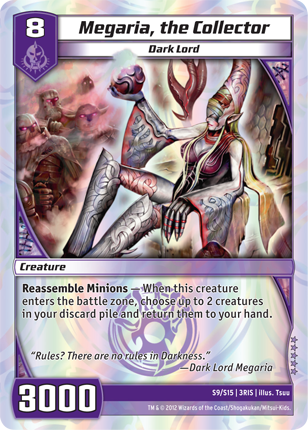 8
Megaria, the Collector
Dark Lord
Creature
Reassemble Minions — When this creature
enters the battle zone, choose up to 2 creatures
in your discard pile and return them to your hand.
"Rules? There are no rules in Darkness."
—Dark Lord Megaria
3000
S9/S15 | 3RIS | illus. Tsuu
TM & © 2012 Wizards of the Coast/Shogakukan/Mitsui-Kids.